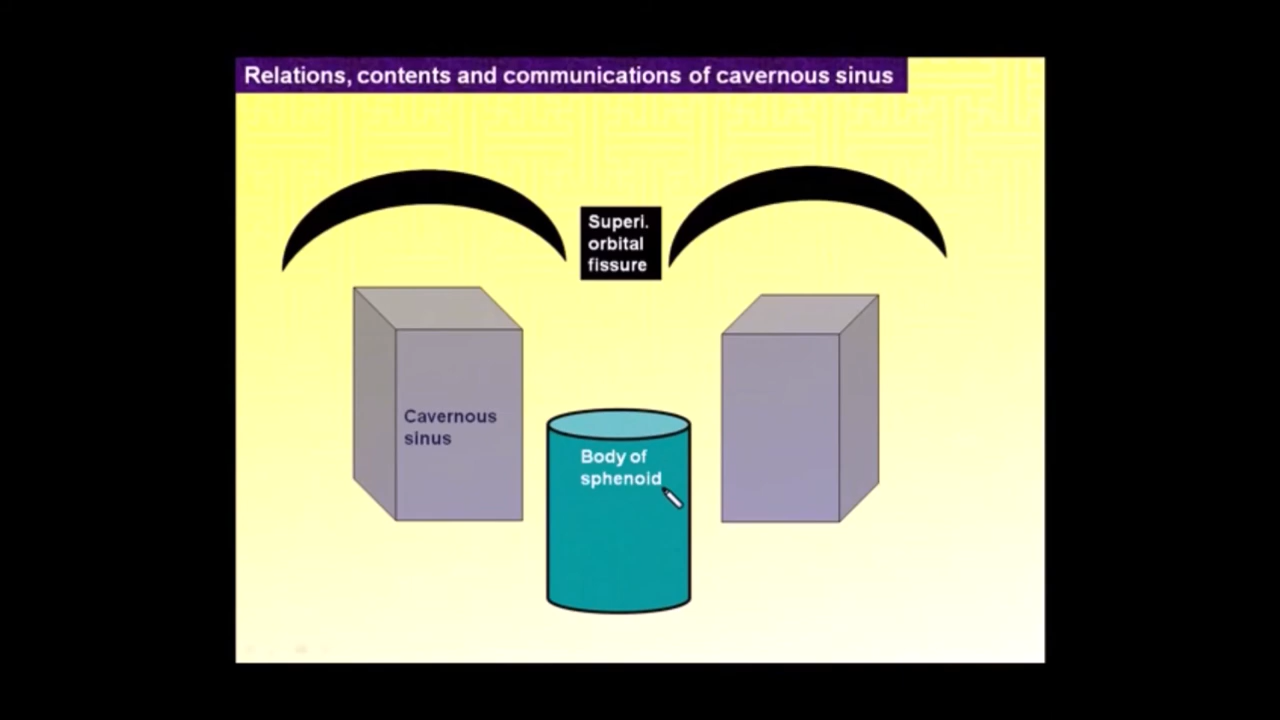 Relations, contents and communications of cavernous sinus
Superi.
orbital
fissure
Cavernous
sinus
Body of
sphenoid